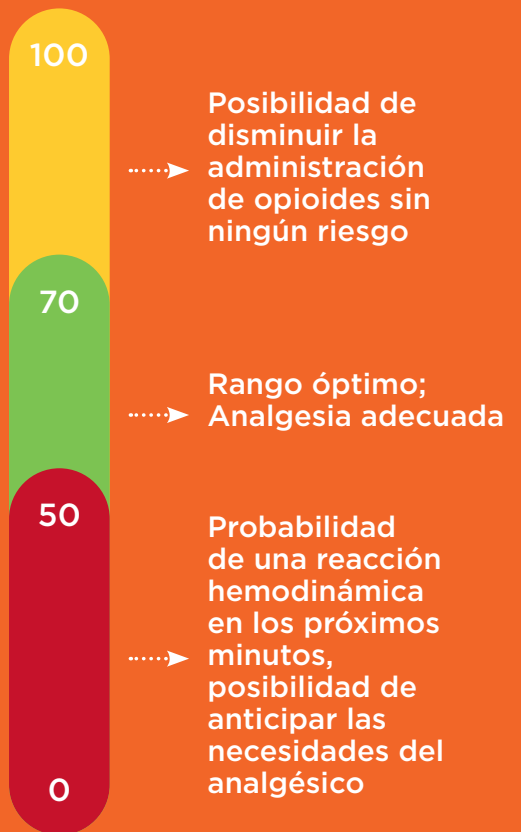 100
Posibilidad de
disminuir la
administración
de opioides sin
ningún riesgo
70
Rango óptimo;
Analgesia adecuada
50
Probabilidad
de una reacción
hemodinámica
en los próximos
minutos,
posibilidad de
anticipar las
necesidades del
analgésico
0